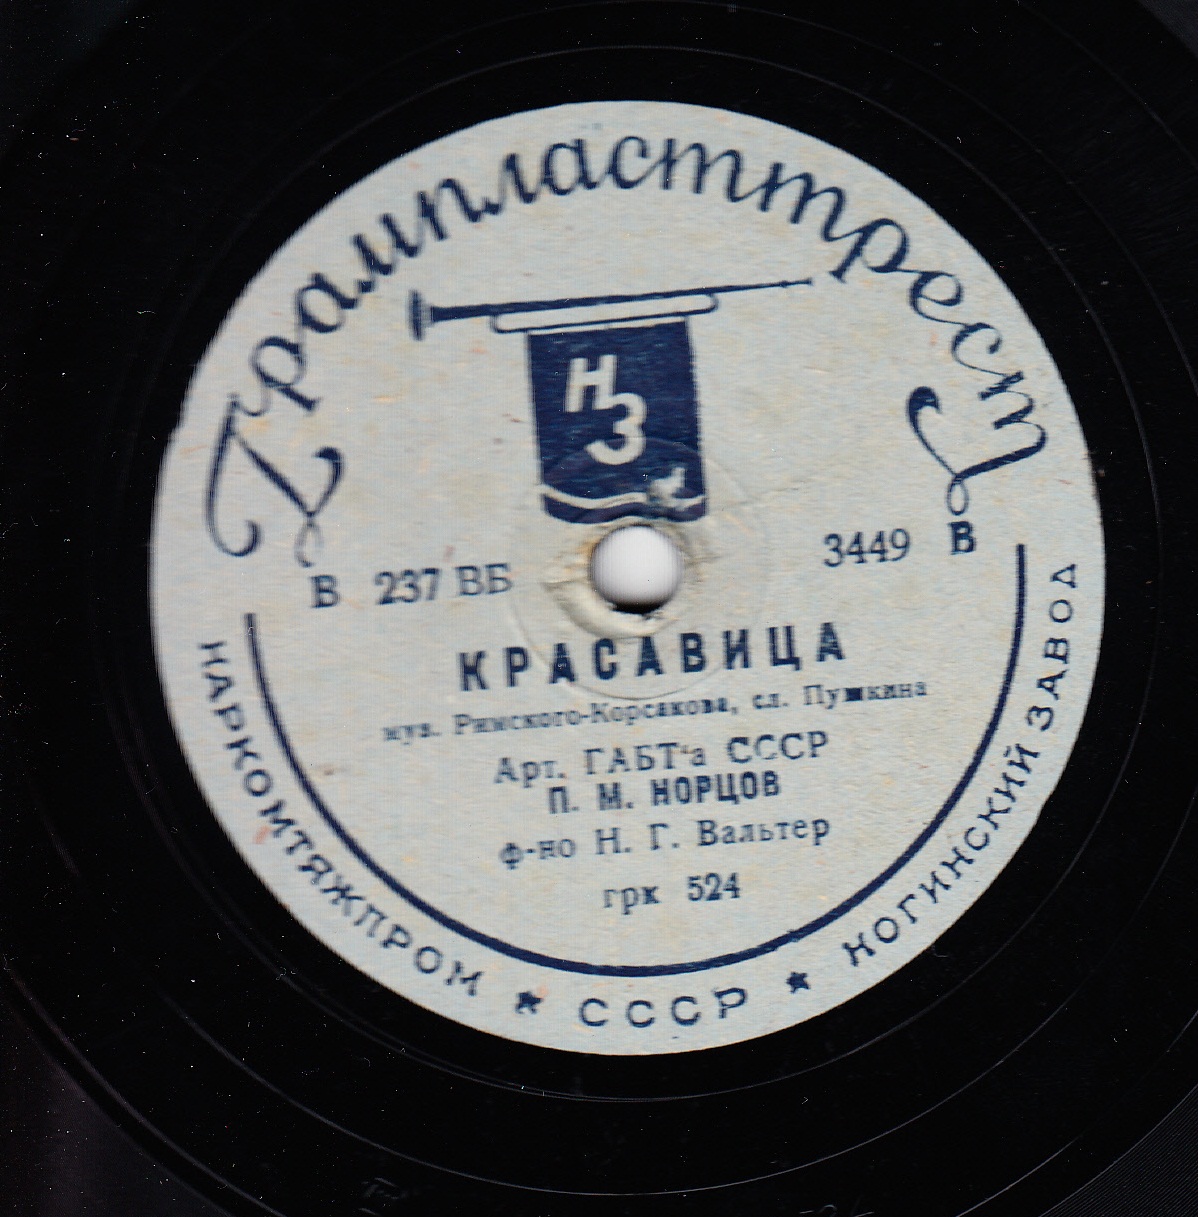 Грампласттрест
НЗ
В 237 ВБ
3449 В
КРАСАВИЦА
муз. Римского-Корсакова, сл. Пушкина
Арт. ГАБТ'а СССР
П. М. НОРЦОВ
ф-но Н. Г. Вальтер
грк 524
НАРКОМТЯЖПРОМ ★ СССР ★ НОГИНСКИЙ ЗАВОД